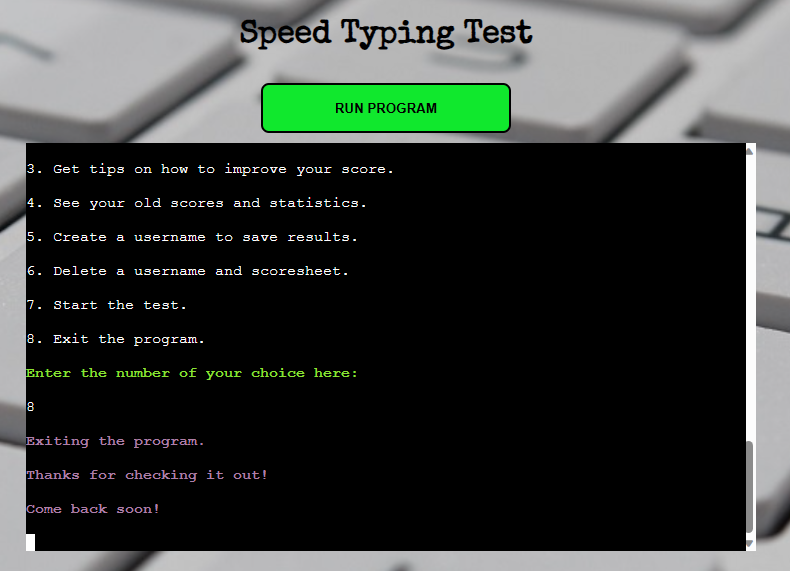 Speed Typing Test
RUN PROGRAM
3. Get tips on how to improve your score.
4. See your old scores and statistics.
5. Create a username to save results.
6. Delete a username and scoresheet.
7. Start the test.
8. Exit the program.
Enter the number of your choice here:
8
Exiting the program.
Thanks for checking it out!
Come back soon!